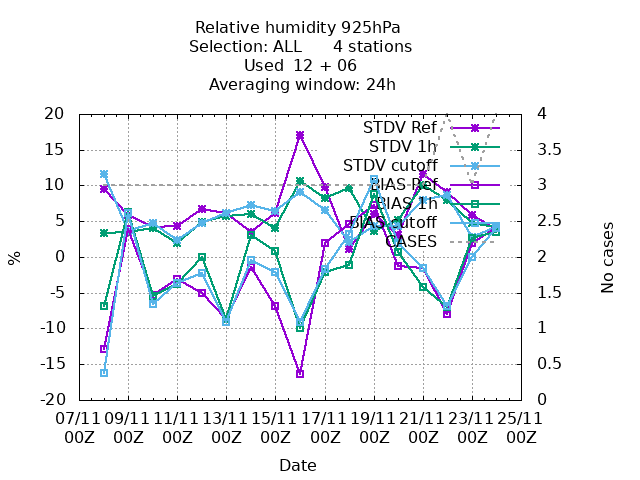 Relative humidity 925hPa
Selection: ALL 4 stations
Used 12 + 06
Averaging window: 24h
20
15
10
5
0
-5
-10
-15
-20
%
4
3.5
3
2.5
2
1.5
1
0.5
0
No cases
STDV Ref
STDV 1h
STDV cutoff
BIAS Ref
BIAS 1h
BIAS cutoff
CASES
07/11 09/11 11/11 13/11 15/11 17/11 19/11 21/11 23/11 25/11
00Z 00Z 00Z 00Z 00Z 00Z 00Z 00Z 00Z 00Z
Date